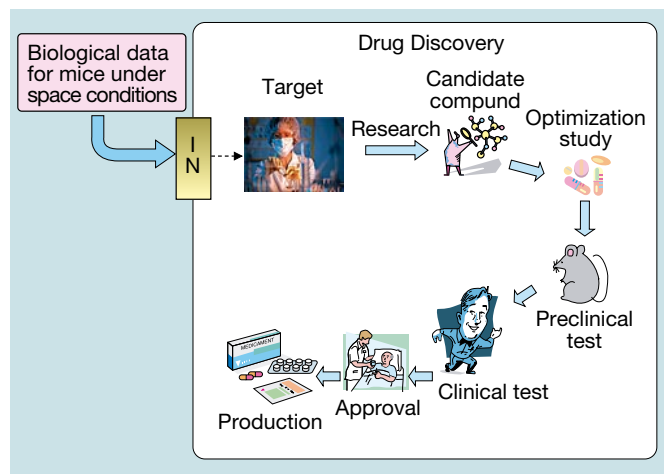 Biological data
for mice under
space conditions
Drug Discovery
IN
Target
Research
Candidate
compund
Optimization
study
Preclinical
test
Clinical test
Approval
Production
MEDICAMENT